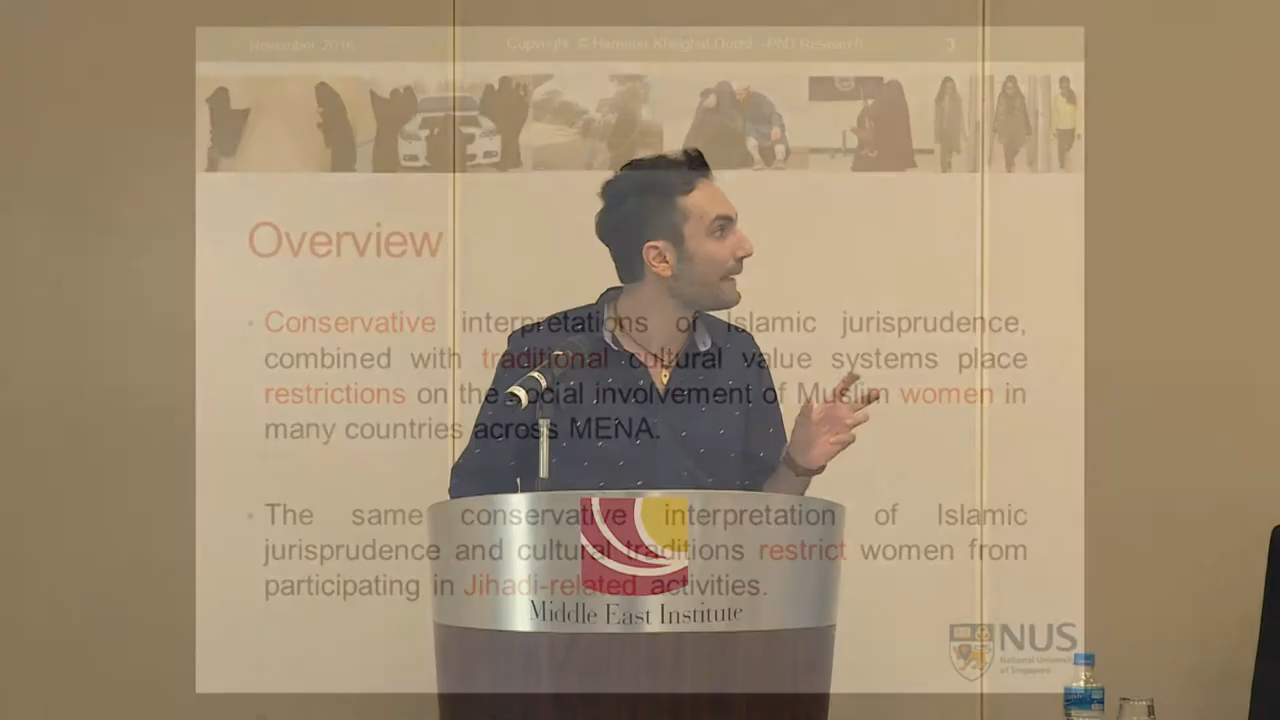 November 2016
Copyright © Hamoon Khelghat Doost -PhD Research
3
Overview
• Conservative interpretations of Islamic jurisprudence,
combined with traditional cultural value systems place
restrictions on the social involvement of Muslim women in
many countries across MENA.
• The same conservative interpretation of Islamic
jurisprudence and cultural traditions restrict women from
participating in Jihadi-related activities.
Middle East Institute
NUS
National University
of Singapore